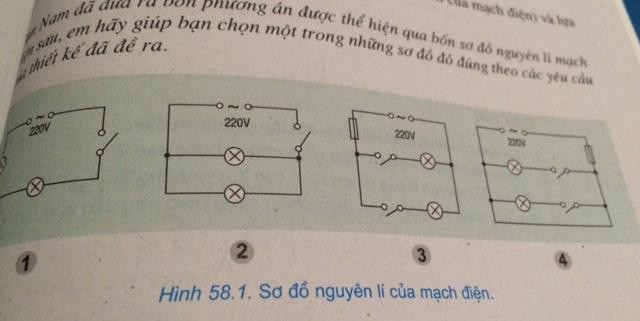 của mạch điện) và lựa
Nam đã đưa ra bốn phương án được thể hiện qua bốn sơ đồ nguyên lí mạch
sau, em hãy giúp bạn chọn một trong những sơ đồ đó đúng theo các yêu cầu
thiết kế đã đề ra.
220V
220V
220V
220V
1
2
3
4
Hình 58.1. Sơ đồ nguyên lí của mạch điện.